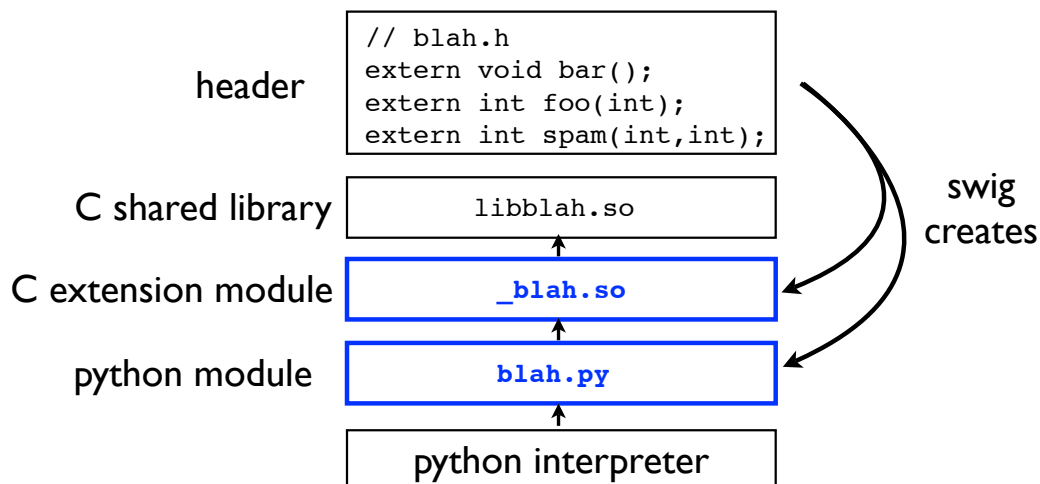 header
// blah.h
extern void bar();
extern int foo(int);
extern int spam(int,int);
C shared library
libblah.so
swig
creates
C extension module
_blah.so
python module
blah.py
python interpreter